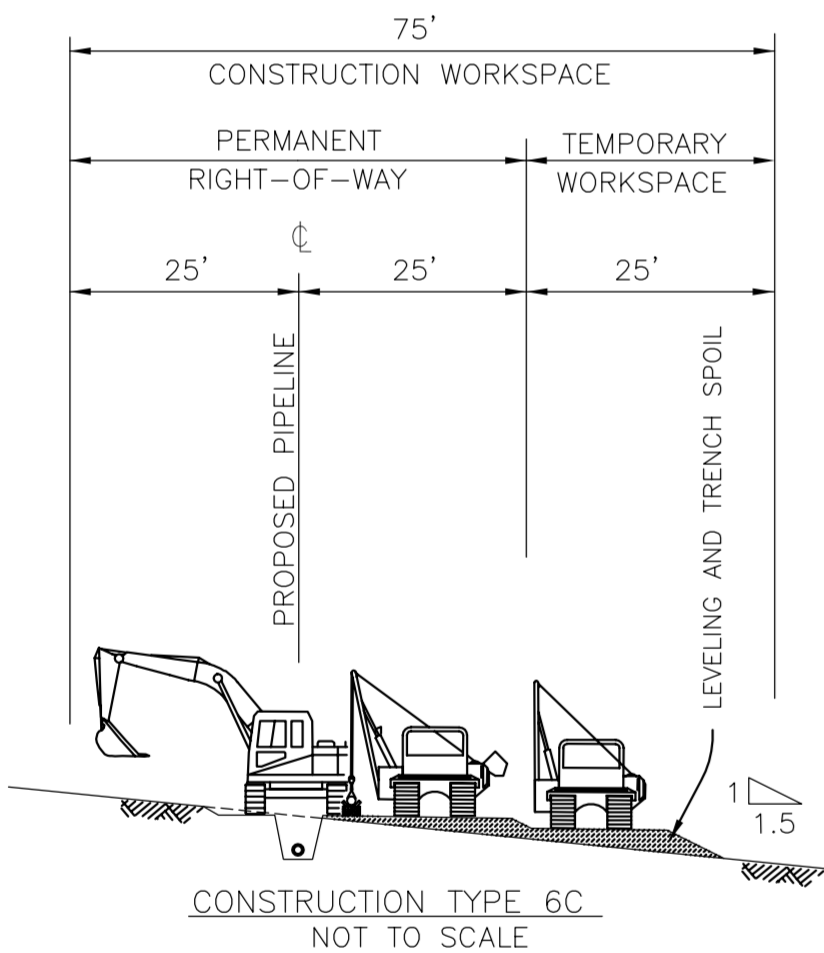 75'
CONSTRUCTION WORKSPACE
PERMANENT
RIGHT-OF-WAY
TEMPORARY
WORKSPACE
℄
25'
25'
25'
PROPOSED PIPELINE
LEVELING AND TRENCH SPOIL
1
1.5
CONSTRUCTION TYPE 6C
NOT TO SCALE